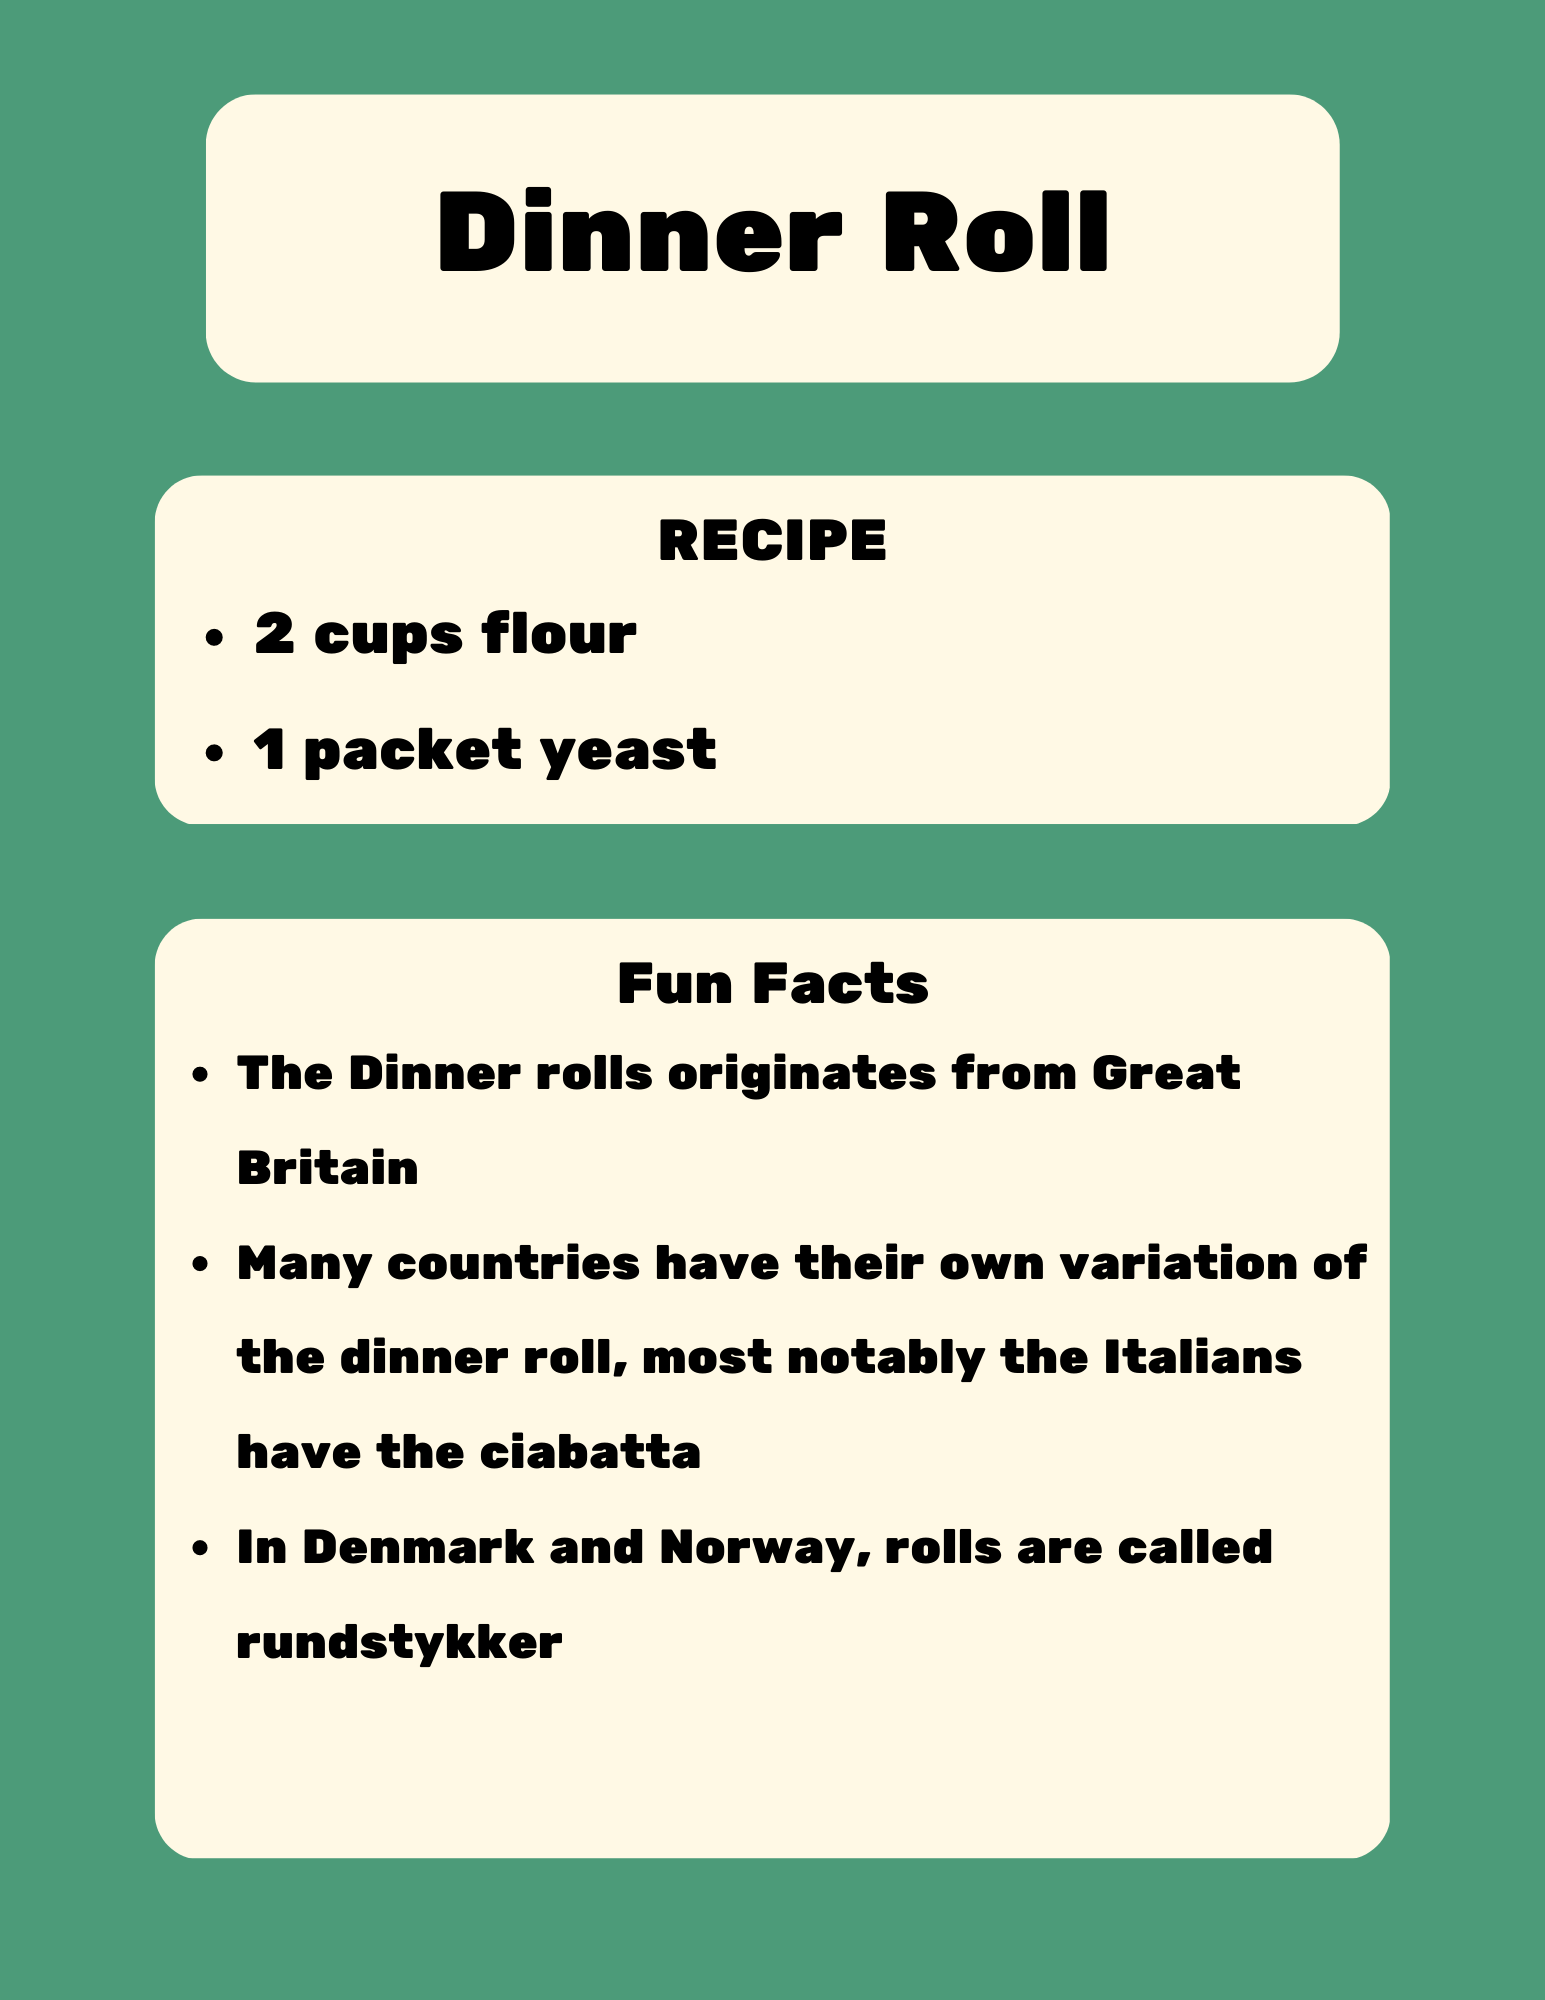 Dinner Roll
RECIPE
• 2 cups flour
• 1 packet yeast
Fun Facts
• The Dinner rolls originates from Great
Britain
• Many countries have their own variation of
the dinner roll, most notably the Italians
have the ciabatta
• In Denmark and Norway, rolls are called
rundstykker